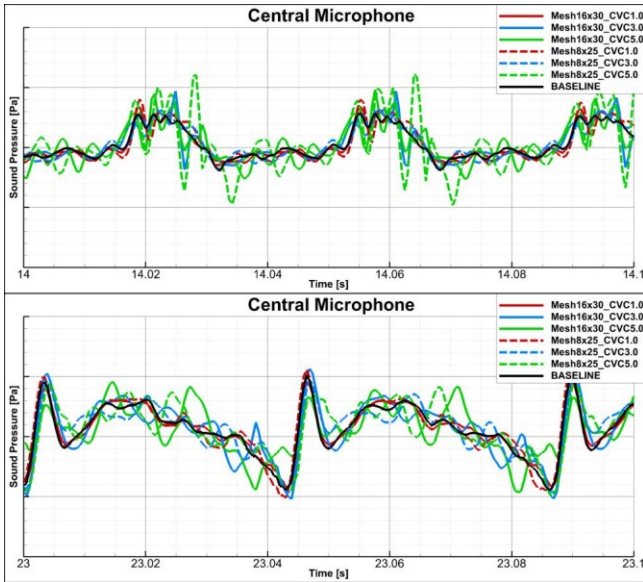 Central Microphone
Mesh16x30_CVC1.0
Mesh16x30_CVC3.0
Mesh16x30_CVC5.0
Mesh8x25_CVC1.0
Mesh8x25_CVC3.0
Mesh8x25_CVC5.0
BASELINE
Sound Pressure [Pa]
14 14.02 14.04 14.06 14.08 14.1
Time [s]
Central Microphone
Mesh16x30_CVC1.0
Mesh16x30_CVC3.0
Mesh16x30_CVC5.0
Mesh8x25_CVC1.0
Mesh8x25_CVC3.0
Mesh8x25_CVC5.0
BASELINE
Sound Pressure [Pa]
23 23.02 23.04 23.06 23.08 23.1
Time [s]